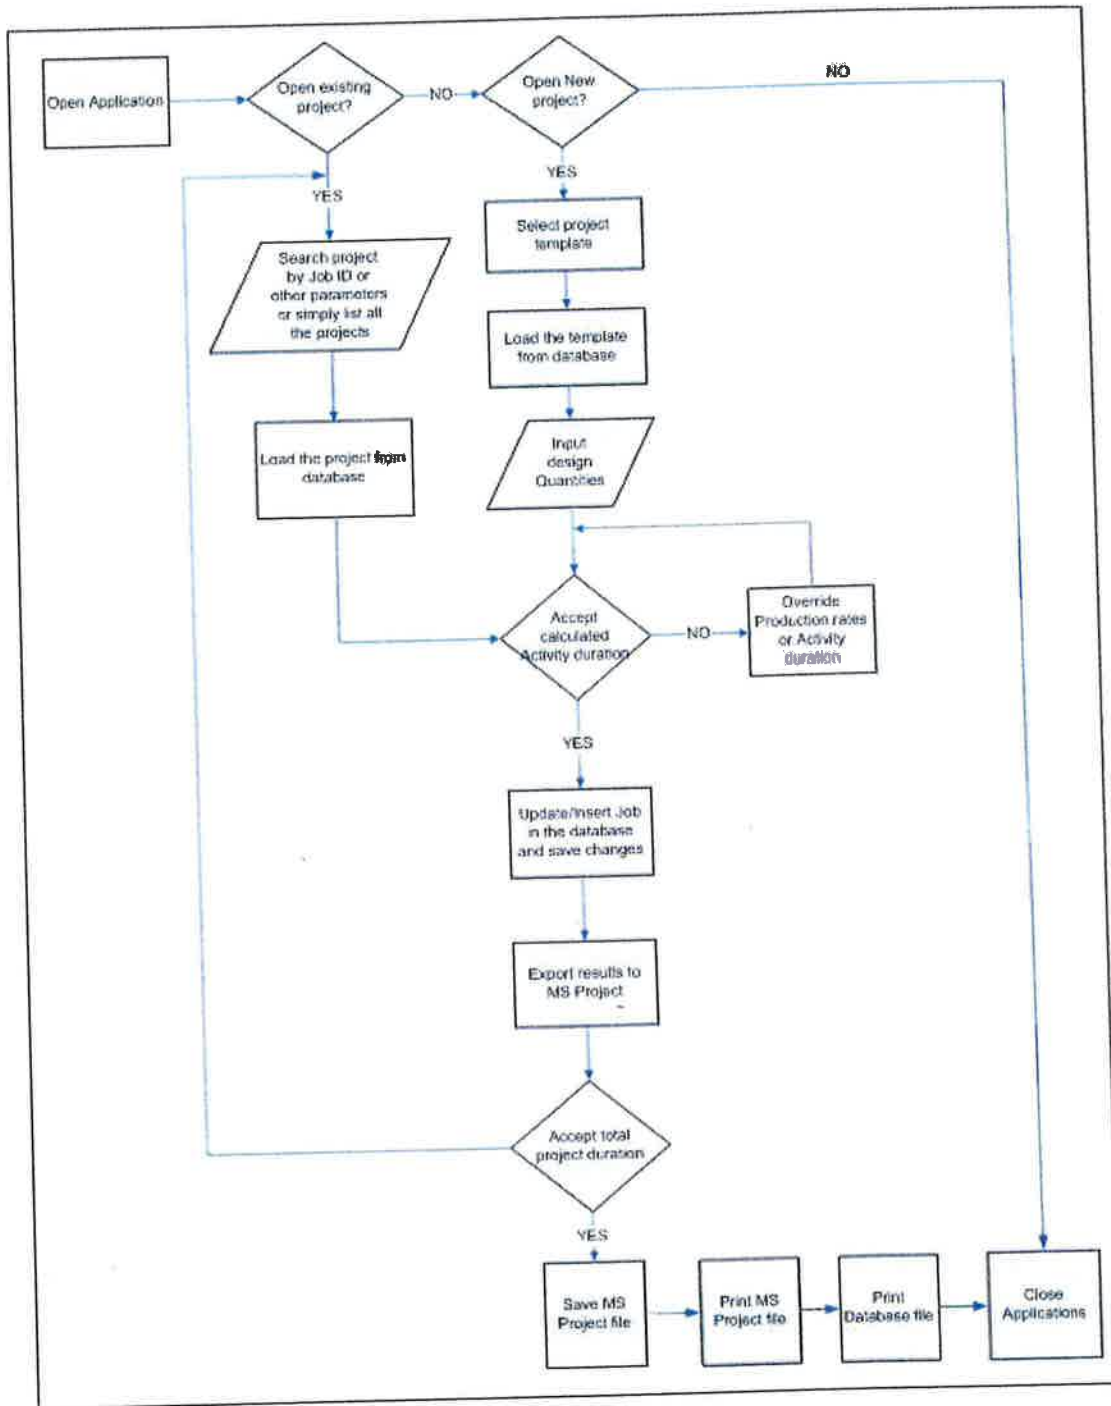 Open Application
Open existing
project?
NO
Open New
project?
NO
YES
YES
Search project
by Job ID or
other parameters
or simply list all
the projects
Select project
template
Load the template
from database
Load the project from
database
Input
design
Quantities
Accept
calculated
Activity duration
NO
Override
Production rates
or Activity
duration
YES
Update/Insert Job
in the database
and save changes
Export results to
MS Project
Accept total
project duration
YES
Save MS
Project file
Print MS
Project file
Print
Database file
Close
Applications